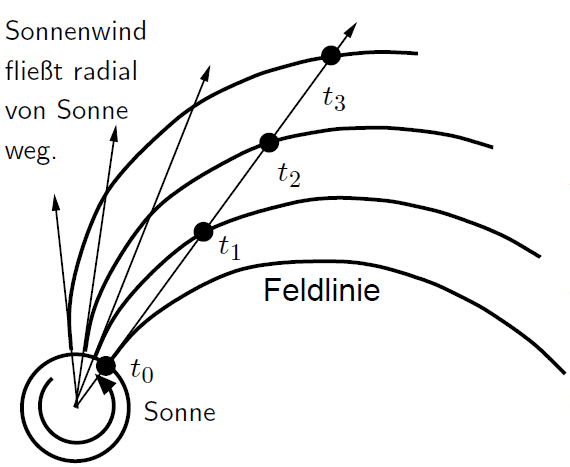 Sonnenwind
fließt radial
von Sonne
weg.
t3
t2
t1
Feldlinie
t0
Sonne